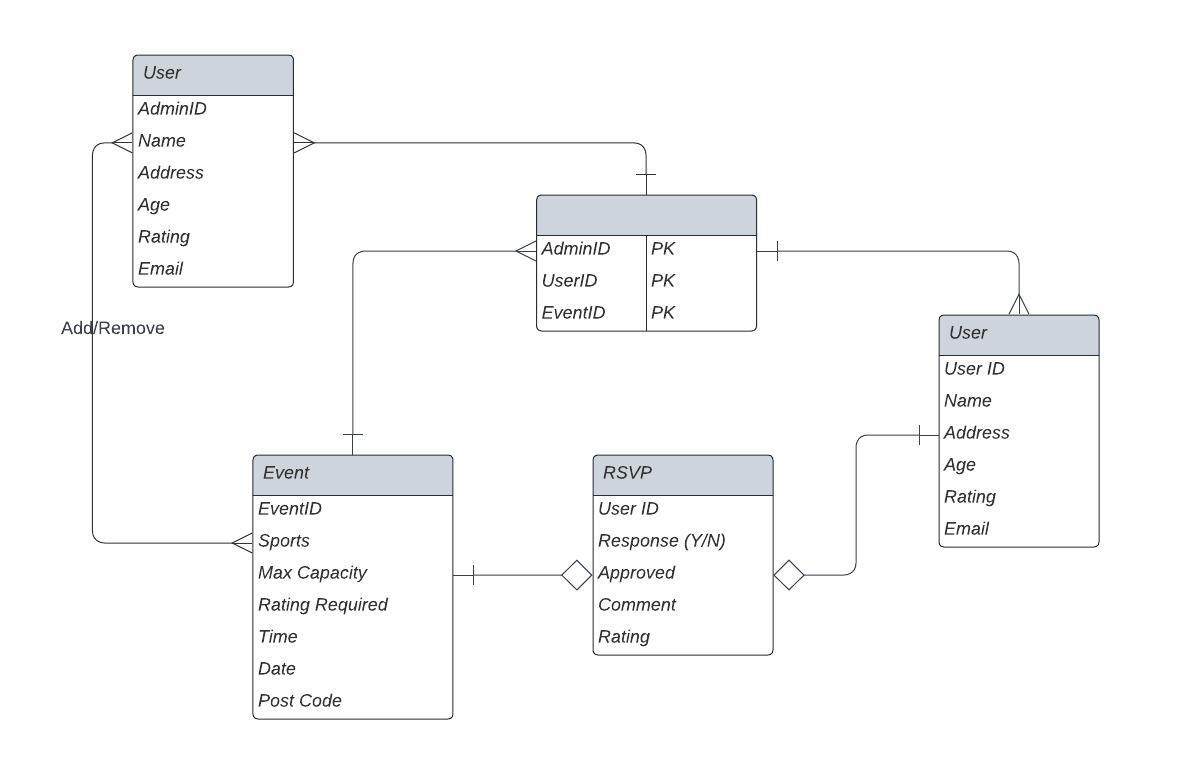 User
AdminID
Name
Address
Age
Rating
Email
Add/Remove
AdminID PK
UserID PK
EventID PK
User
User ID
Name
Address
Age
Rating
Email
Event
EventID
Sports
Max Capacity
Rating Required
Time
Date
Post Code
RSVP
User ID
Response (Y/N)
Approved
Comment
Rating